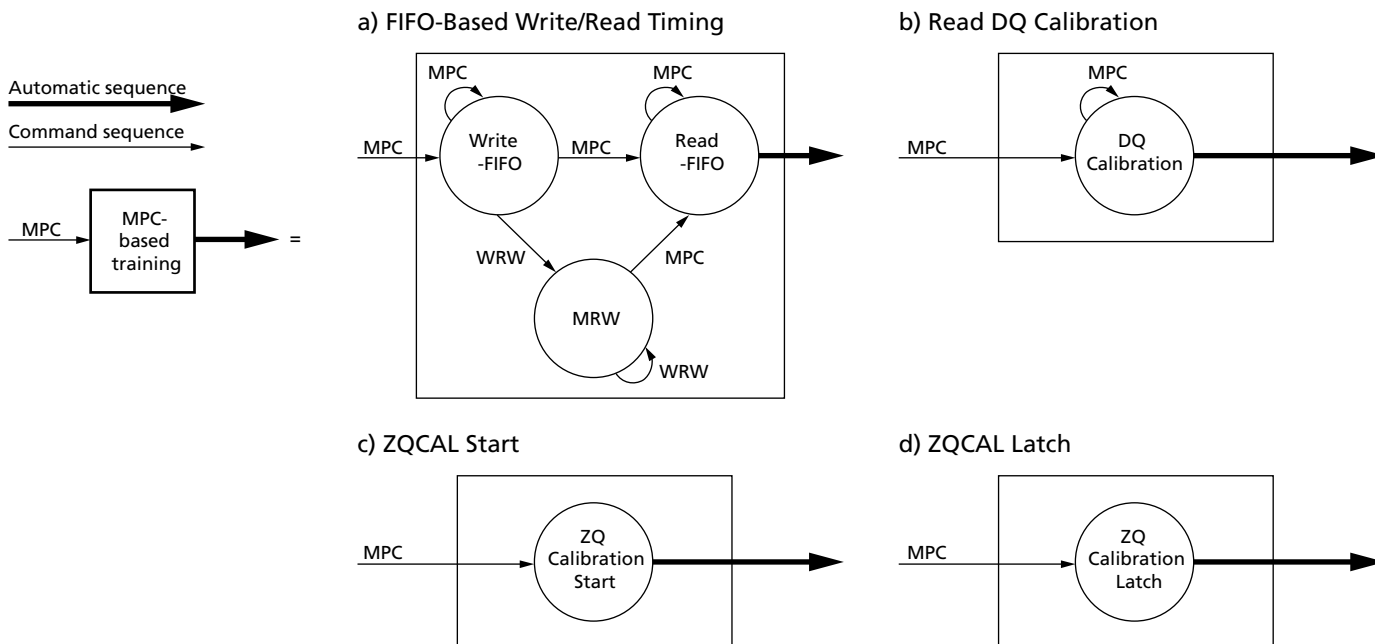 a) FIFO-Based Write/Read Timing
b) Read DQ Calibration
Automatic sequence
Command sequence
MPC
MPC-
based
training
=
MPC
MPC
MPC
Write
-FIFO
MPC
Read
-FIFO
WRW
MPC
MRW
WRW
MPC
MPC
DQ
Calibration
c) ZQCAL Start
d) ZQCAL Latch
MPC
ZQ
Calibration
Start
MPC
ZQ
Calibration
Latch